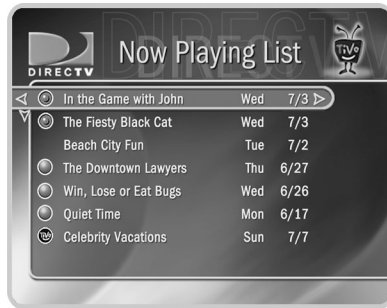 DIRECTV
DIRECTV
Now Playing List
TiVo
In the Game with John Wed 7/3
The Fiesty Black Cat Wed 7/3
Beach City Fun Tue 7/2
The Downtown Lawyers Thu 6/27
Win, Lose or Eat Bugs Wed 6/26
Quiet Time Mon 6/17
TiVo Celebrity Vacations Sun 7/7